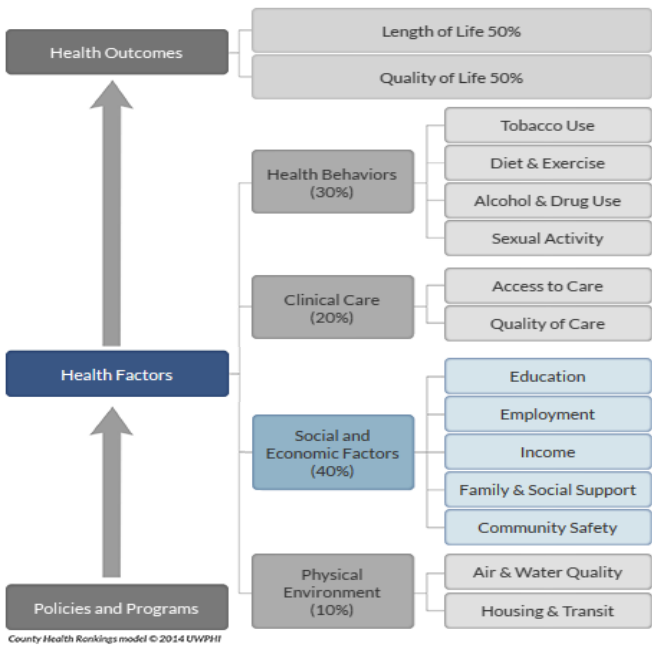 Health Outcomes
Length of Life 50%
Quality of Life 50%
Health Behaviors
(30%)
Tobacco Use
Diet & Exercise
Alcohol & Drug Use
Sexual Activity
Clinical Care
(20%)
Access to Care
Quality of Care
Health Factors
Social and
Economic Factors
(40%)
Education
Employment
Income
Family & Social Support
Community Safety
Physical
Environment
(10%)
Air & Water Quality
Housing & Transit
Policies and Programs
County Health Rankings model © 2014 UWPHI